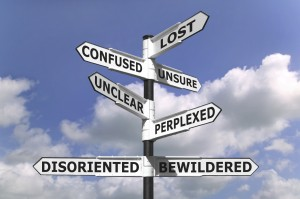 LOST
CONFUSED
UNSURE
UNCLEAR
PERPLEXED
DISORIENTED
BEWILDERED